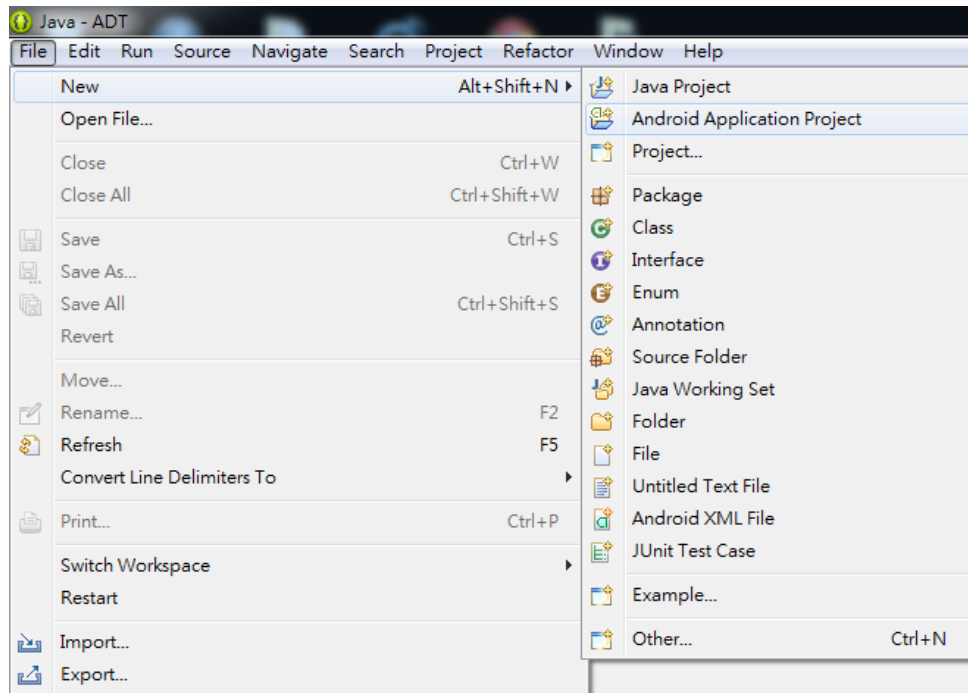 Java - ADT
File Edit Run Source Navigate Search Project Refactor Window Help
New Alt+Shift+N
Open File...
Close Ctrl+W
Close All Ctrl+Shift+W
Save Ctrl+S
Save As...
Save All Ctrl+Shift+S
Revert
Move...
Rename... F2
Refresh F5
Convert Line Delimiters To
Print... Ctrl+P
Switch Workspace
Restart
Import...
Export...
Java Project
Android Application Project
Project...
Package
Class
Interface
Enum
Annotation
Source Folder
Java Working Set
Folder
File
Untitled Text File
Android XML File
JUnit Test Case
Example...
Other... Ctrl+N